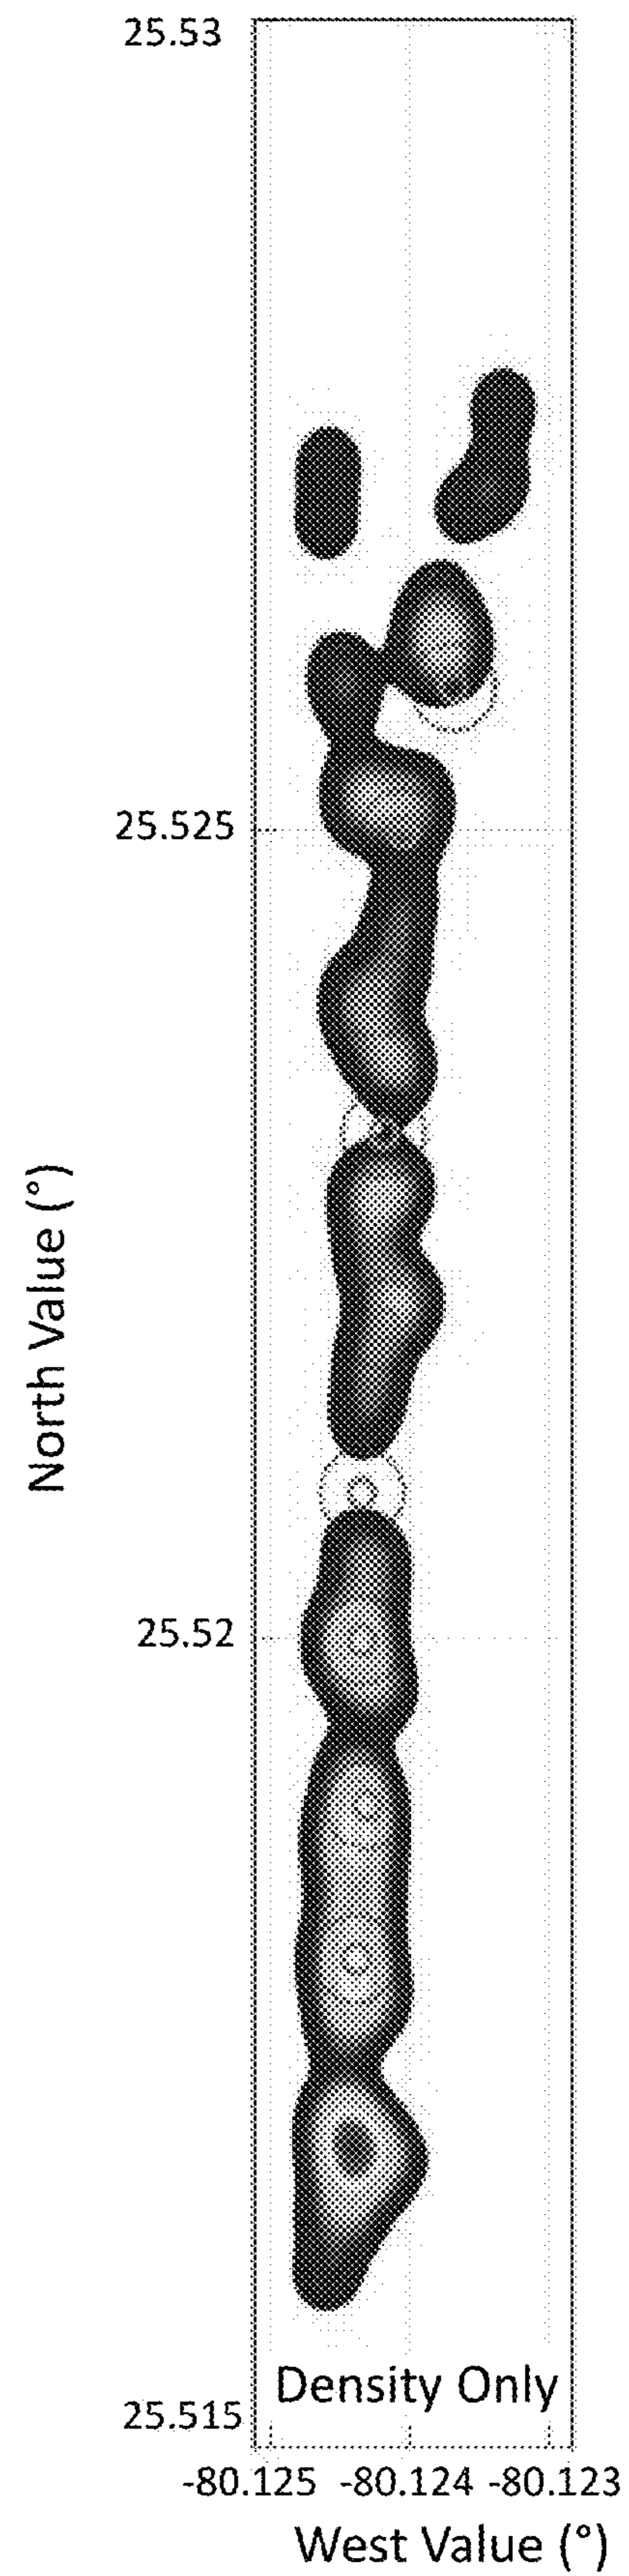 25.53
25.525
North Value (°)
25.52
Density Only
25.515
-80.125 -80.124 -80.123
West Value (°)